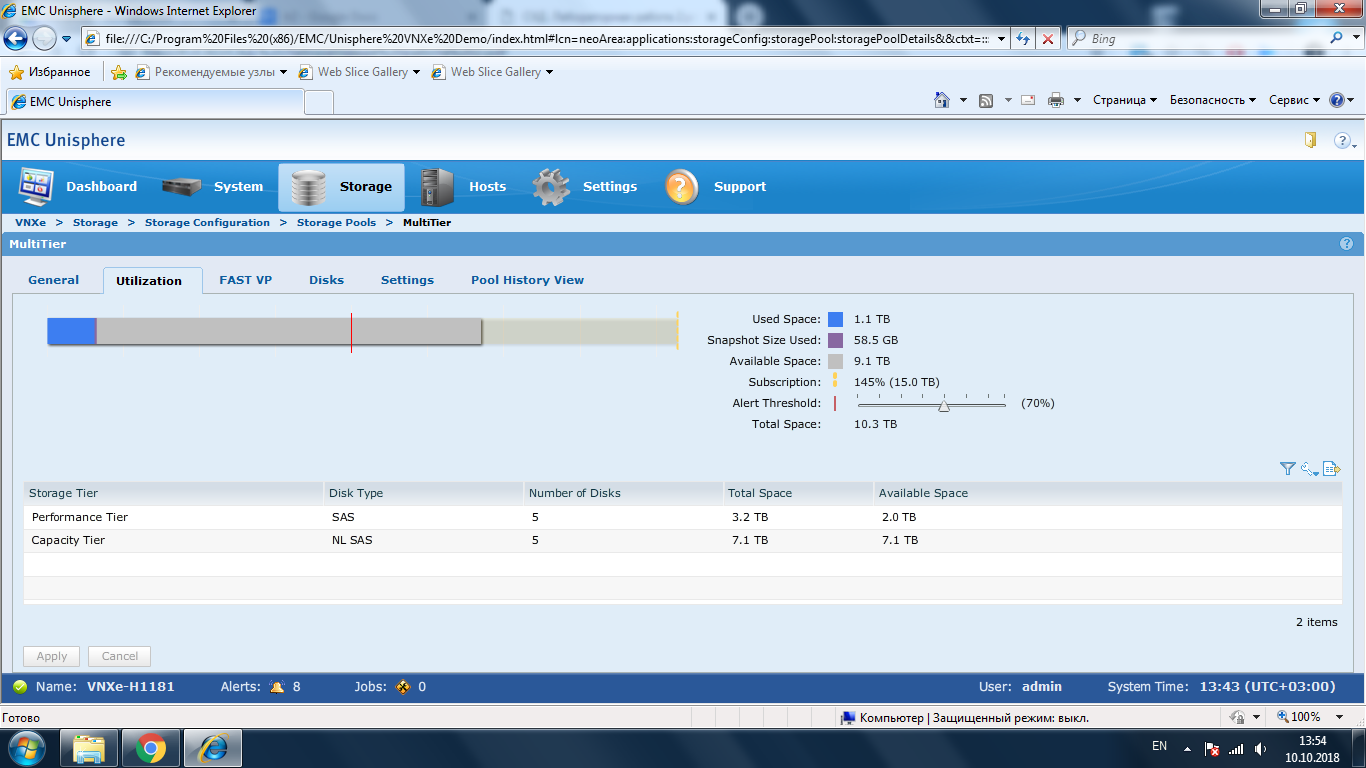 EMC Unisphere - Windows Internet Explorer
file:///C:/Program%20Files%20(x86)/EMC/Unisphere%20VNXe%20Demo/index.html#lcn=neoArea:applications:storageConfig:storagePool:storagePoolDetails&&ctxt=:::
Bing
Избранное
Рекомендуемые узлы
Web Slice Gallery
Web Slice Gallery
EMC Unisphere
Страница
Безопасность
Сервис
EMC Unisphere
Dashboard
System
Storage
Hosts
Settings
Support
VNXe > Storage > Storage Configuration > Storage Pools > MultiTier
MultiTier
General
Utilization
FAST VP
Disks
Settings
Pool History View
Used Space: 1.1 TB
Snapshot Size Used: 58.5 GB
Available Space: 9.1 TB
Subscription: 145% (15.0 TB)
Alert Threshold: (70%)
Total Space: 10.3 TB
Storage Tier Disk Type Number of Disks Total Space Available Space
Performance Tier SAS 5 3.2 TB 2.0 TB
Capacity Tier NL SAS 5 7.1 TB 7.1 TB
2 items
Apply Cancel
Name: VNXe-H1181 Alerts: 8 Jobs: 0 User: admin System Time: 13:43 (UTC+03:00)
Готово
Компьютер | Защищенный режим: выкл.
100%
EN
13:54
10.10.2018